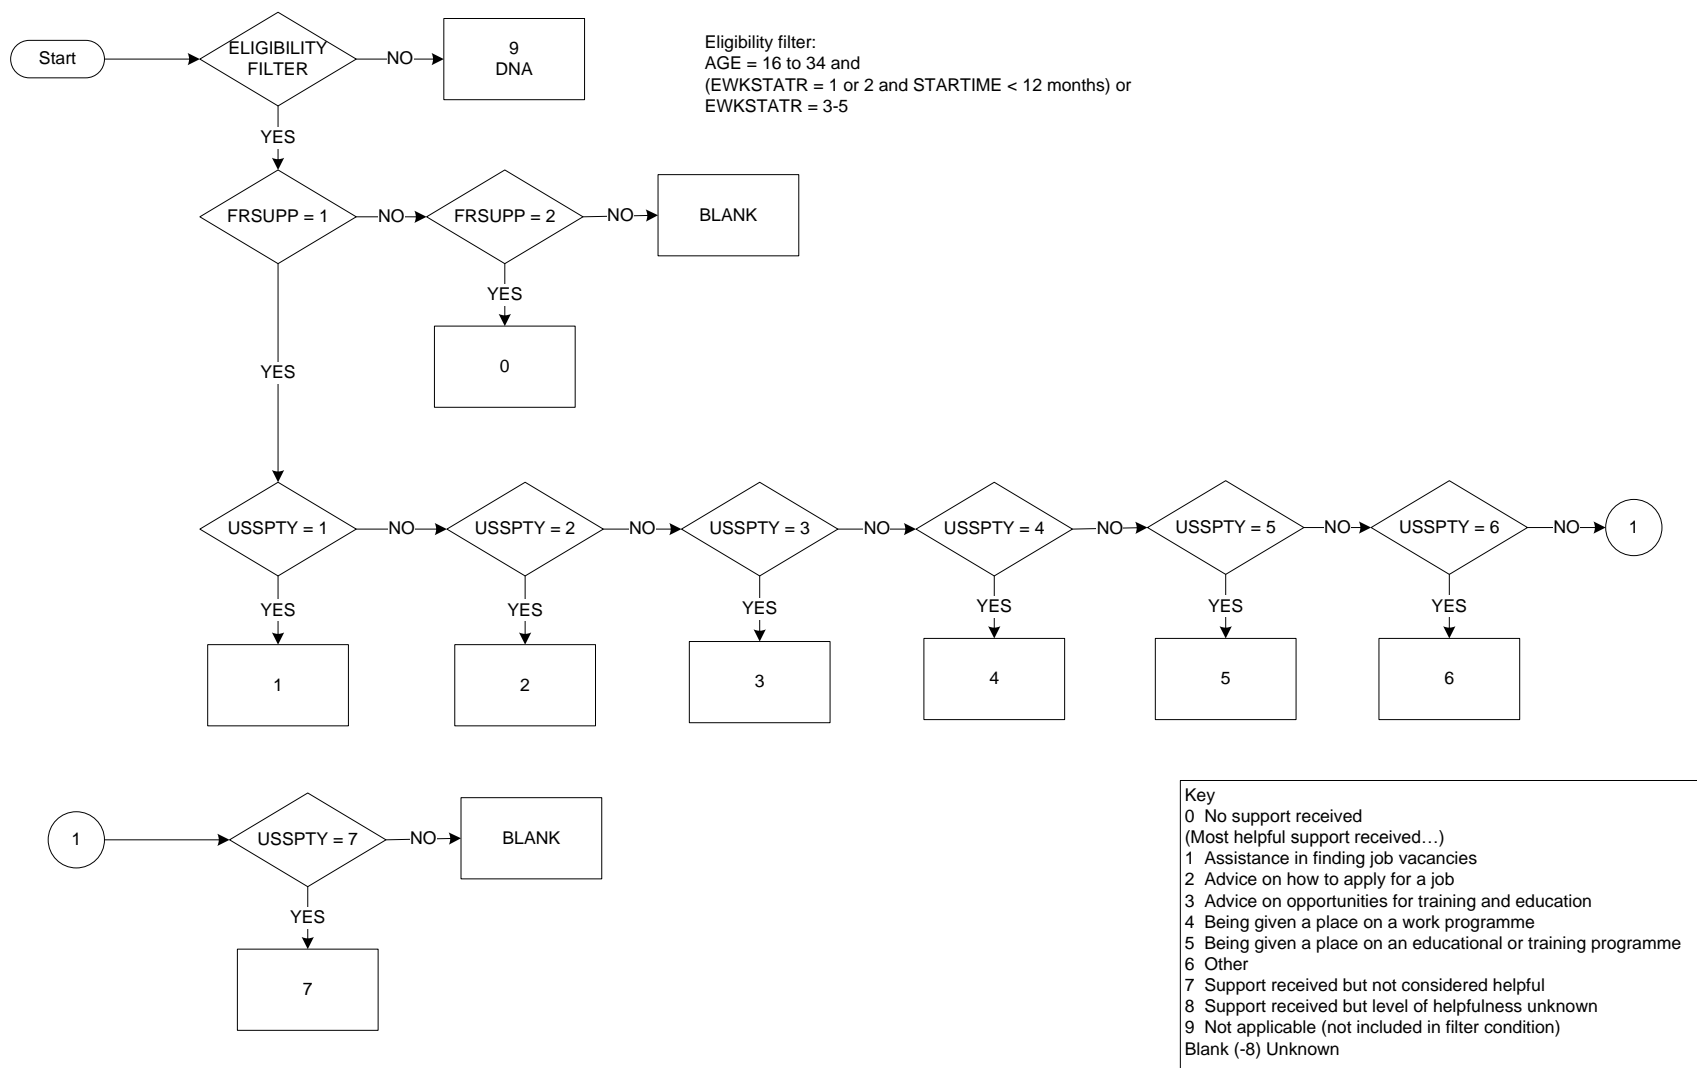 Start
ELIGIBILITY
FILTER
NO
9
DNA
Eligibility filter:
AGE = 16 to 34 and
(EWKSTATR = 1 or 2 and STARTIME < 12 months) or
EWKSTATR = 3-5
YES
FRSUPP = 1
NO
FRSUPP = 2
NO
BLANK
YES
0
YES
USSPTY = 1
NO
USSPTY = 2
NO
USSPTY = 3
NO
USSPTY = 4
NO
USSPTY = 5
NO
USSPTY = 6
NO
1
YES
YES
YES
YES
YES
YES
1
2
3
4
5
6
1
USSPTY = 7
NO
BLANK
YES
7
Key
0 No support received
(Most helpful support received…)
1 Assistance in finding job vacancies
2 Advice on how to apply for a job
3 Advice on opportunities for training and education
4 Being given a place on a work programme
5 Being given a place on an educational or training programme
6 Other
7 Support received but not considered helpful
8 Support received but level of helpfulness unknown
9 Not applicable (not included in filter condition)
Blank (-8) Unknown